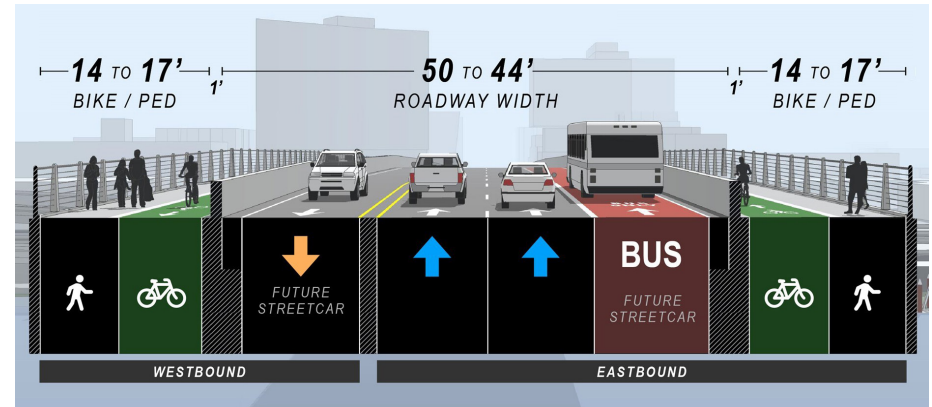 14 TO 17’
BIKE / PED
1’
50 TO 44’
ROADWAY WIDTH
1’
14 TO 17’
BIKE / PED
FUTURE
STREETCAR
BUS
FUTURE
STREETCAR
WESTBOUND
EASTBOUND